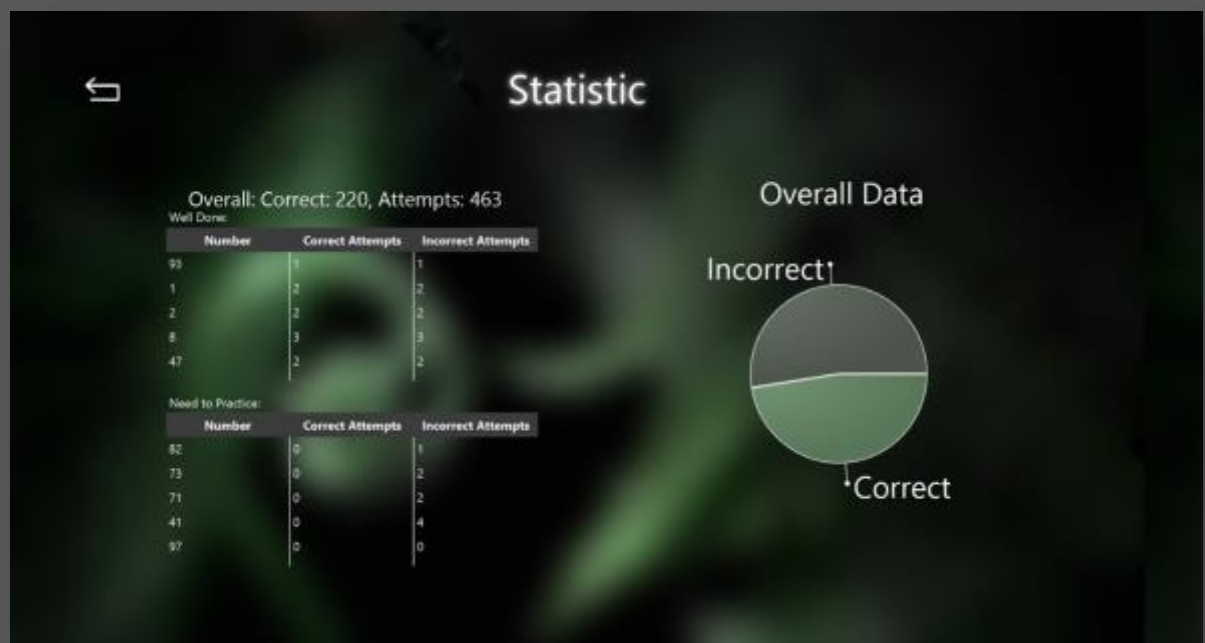 Statistic
Overall: Correct: 220, Attempts: 463
Well Done:
Number Correct Attempts Incorrect Attempts
93 1 1
1 2 2
2 2 2
8 3 3
47 2 2
Need to Practice:
Number Correct Attempts Incorrect Attempts
62 0 1
73 0 2
71 0 2
41 0 4
97 0 0
Overall Data
Incorrect
Correct